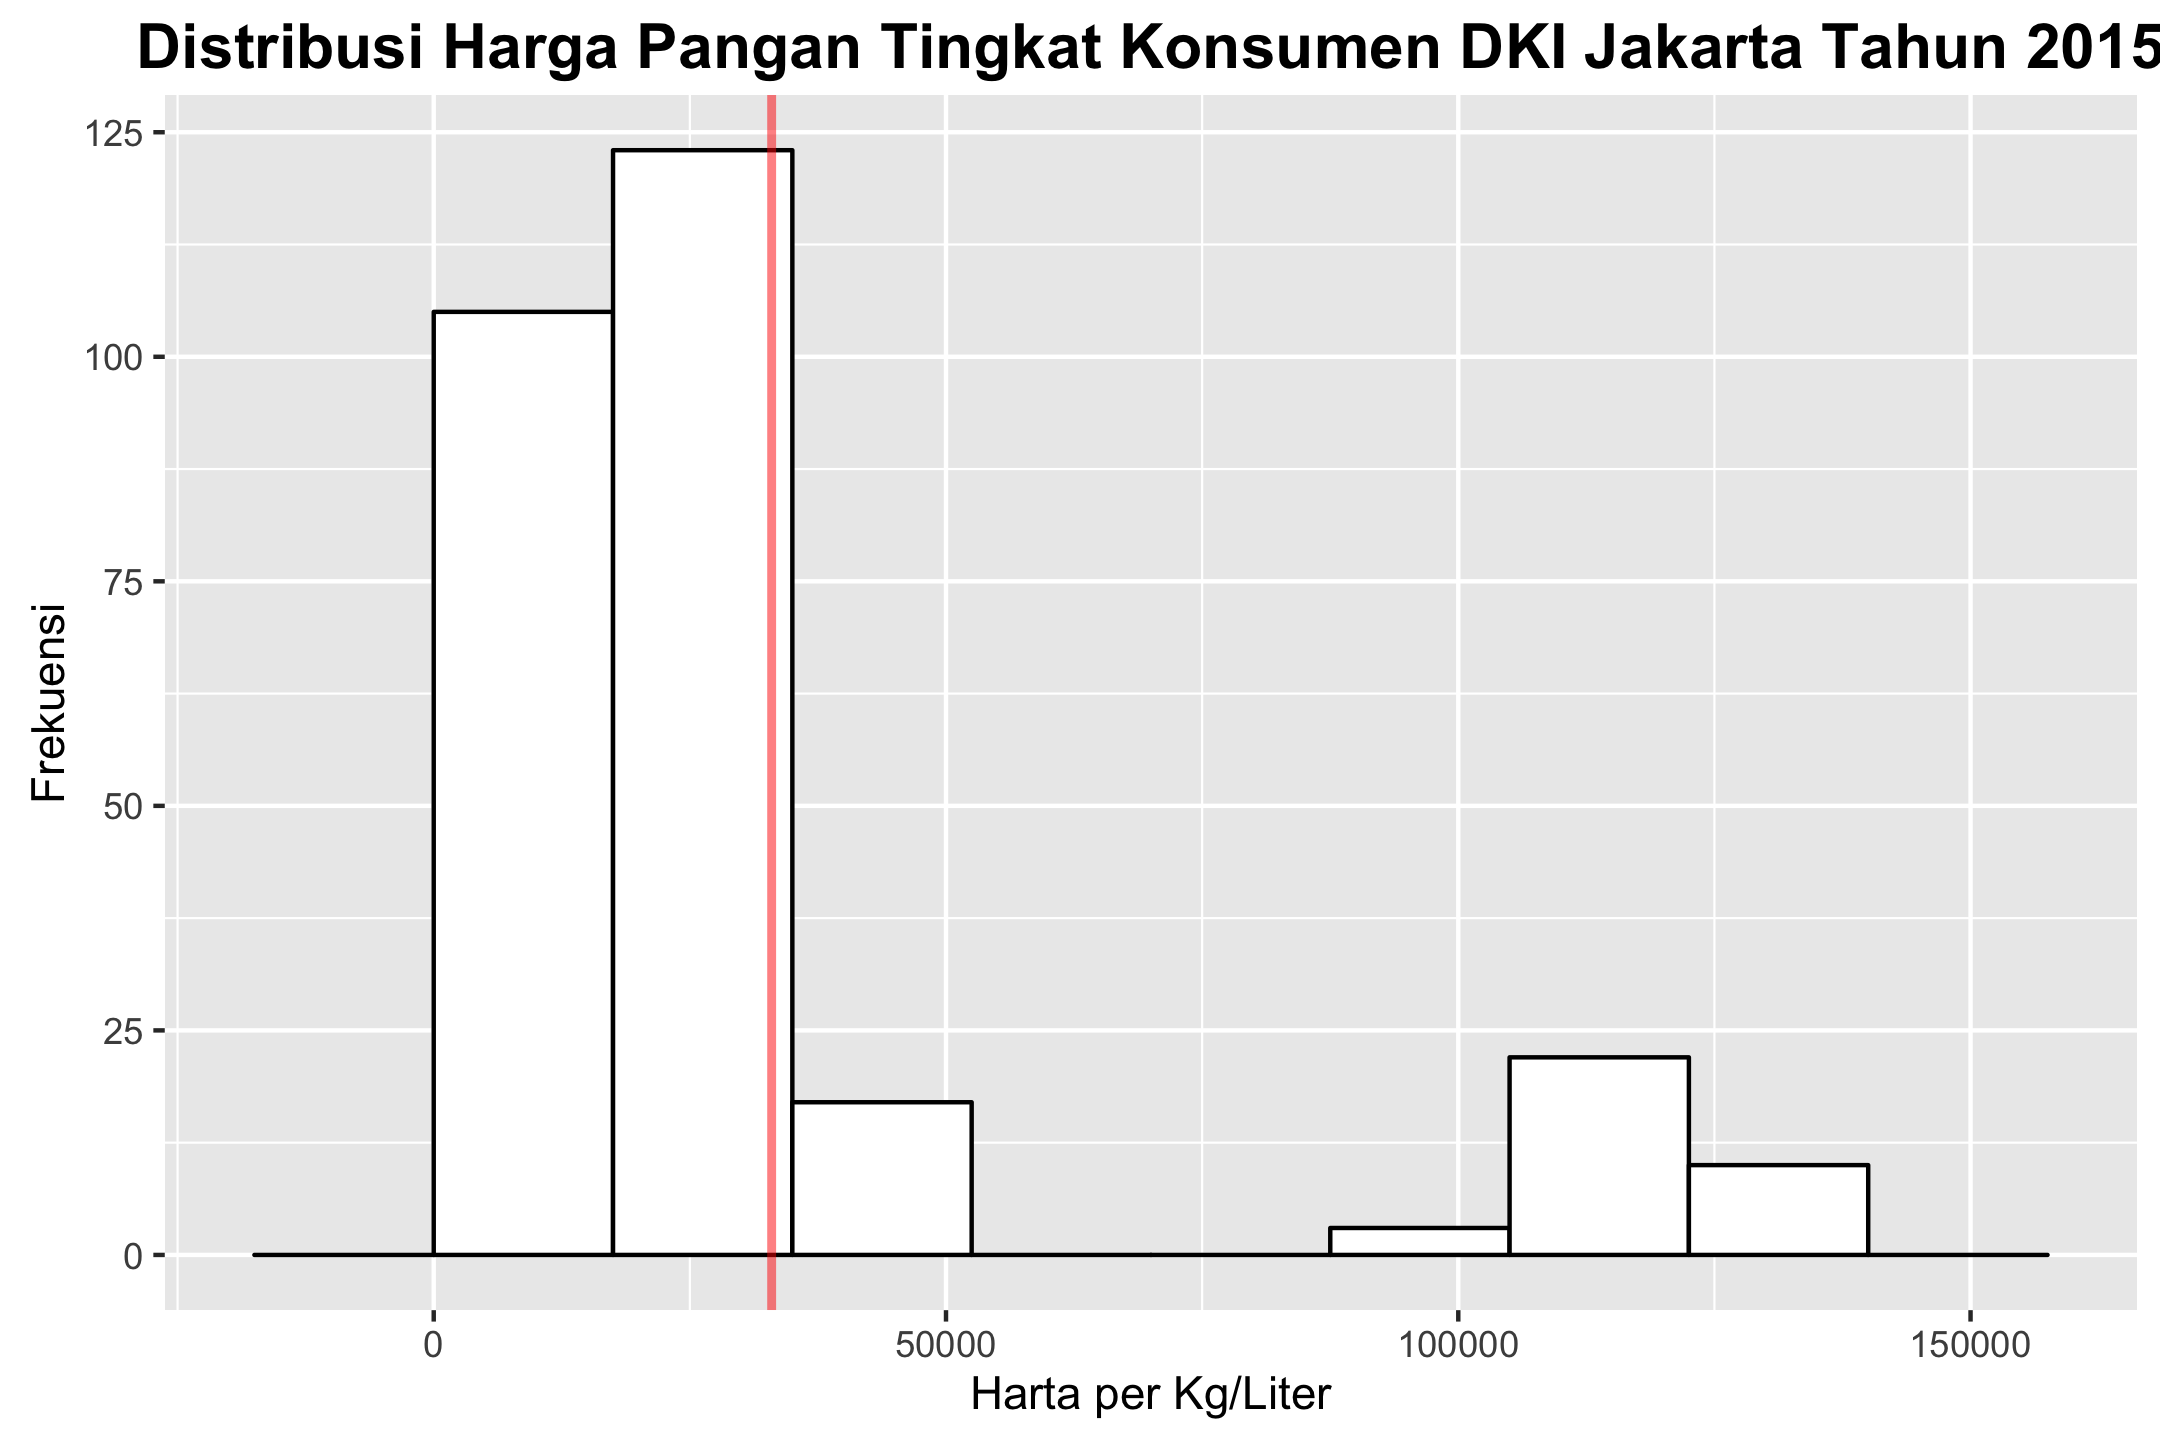 Distribusi Harga Pangan Tingkat Konsumen DKI Jakarta Tahun 2015
125
100
75
50
25
0
Frekuensi
0 50000 100000 150000
Harta per Kg/Liter